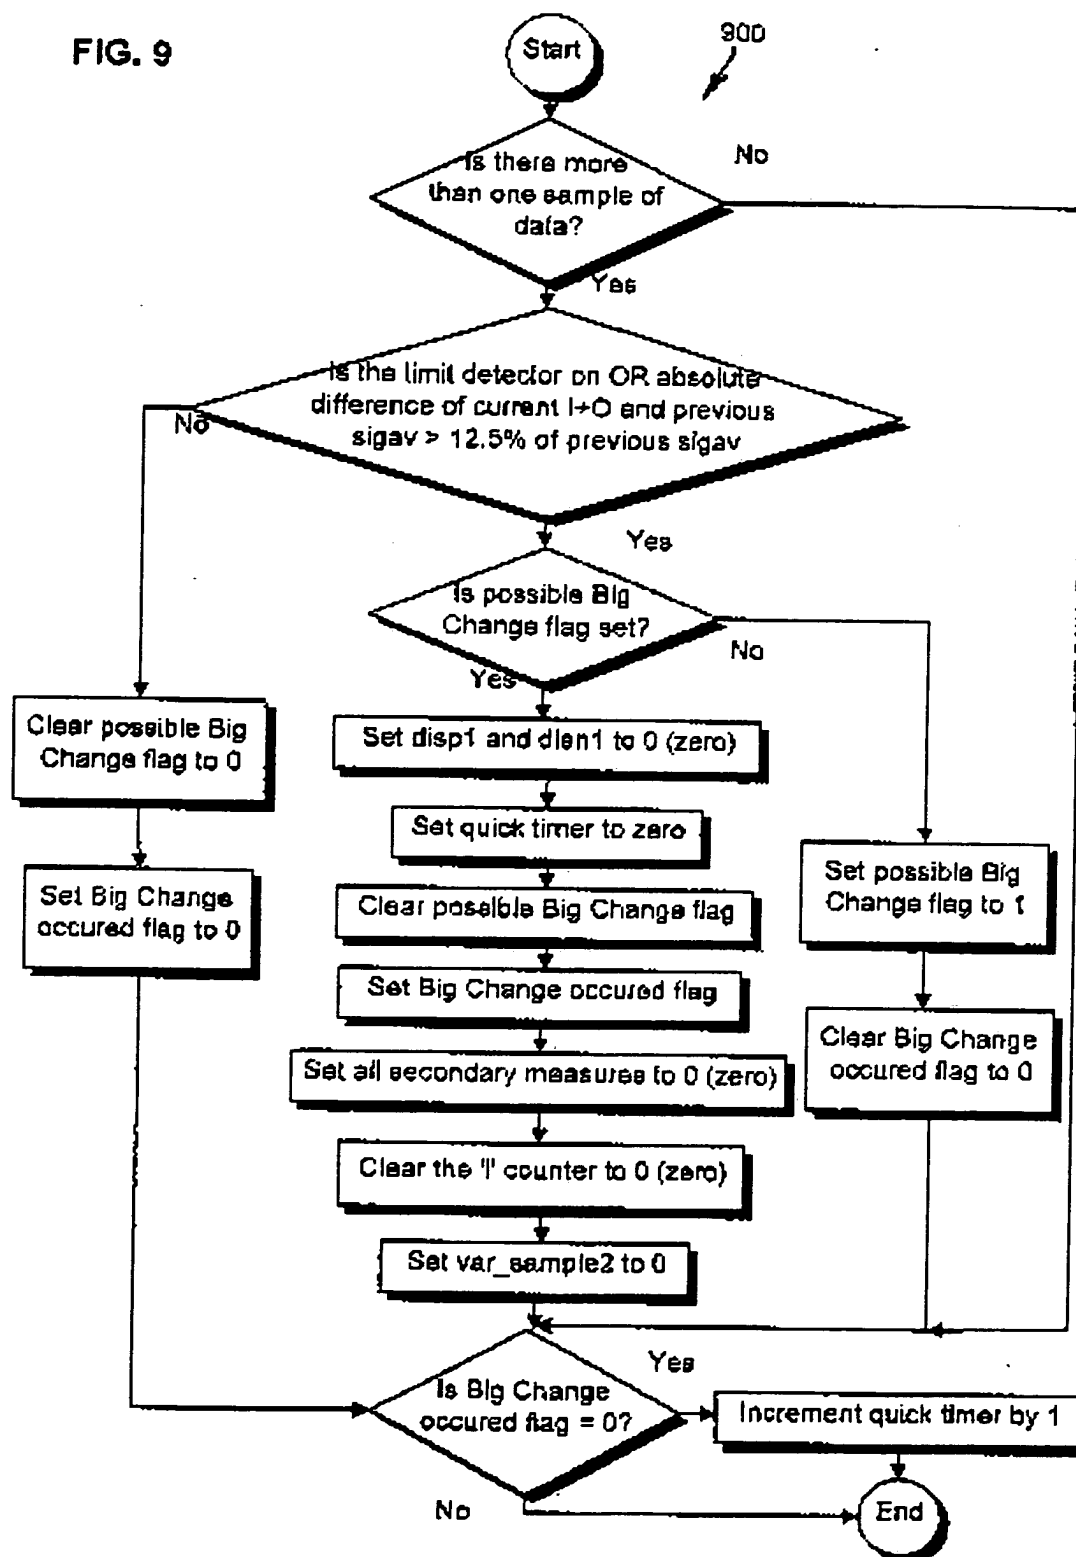 FIG. 9
Start
900
Is there more
than one sample of
data?
No
Yes
Is the limit detector on OR absolute
difference of current I+Q and previous
sigav > 12.5% of previous sigav
No
Yes
Is possible Big
Change flag set?
No
Yes
Clear possible Big
Change flag to 0
Set Big Change
occured flag to 0
Set disp1 and dlen1 to 0 (zero)
Set quick timer to zero
Clear possible Big Change flag
Set Big Change occured flag
Set all secondary measures to 0 (zero)
Clear the 'I' counter to 0 (zero)
Set var_sample2 to 0
Set possible Big
Change flag to 1
Clear Big Change
occured flag to 0
Is Big Change
occured flag = 0?
Yes
Increment quick timer by 1
No
End